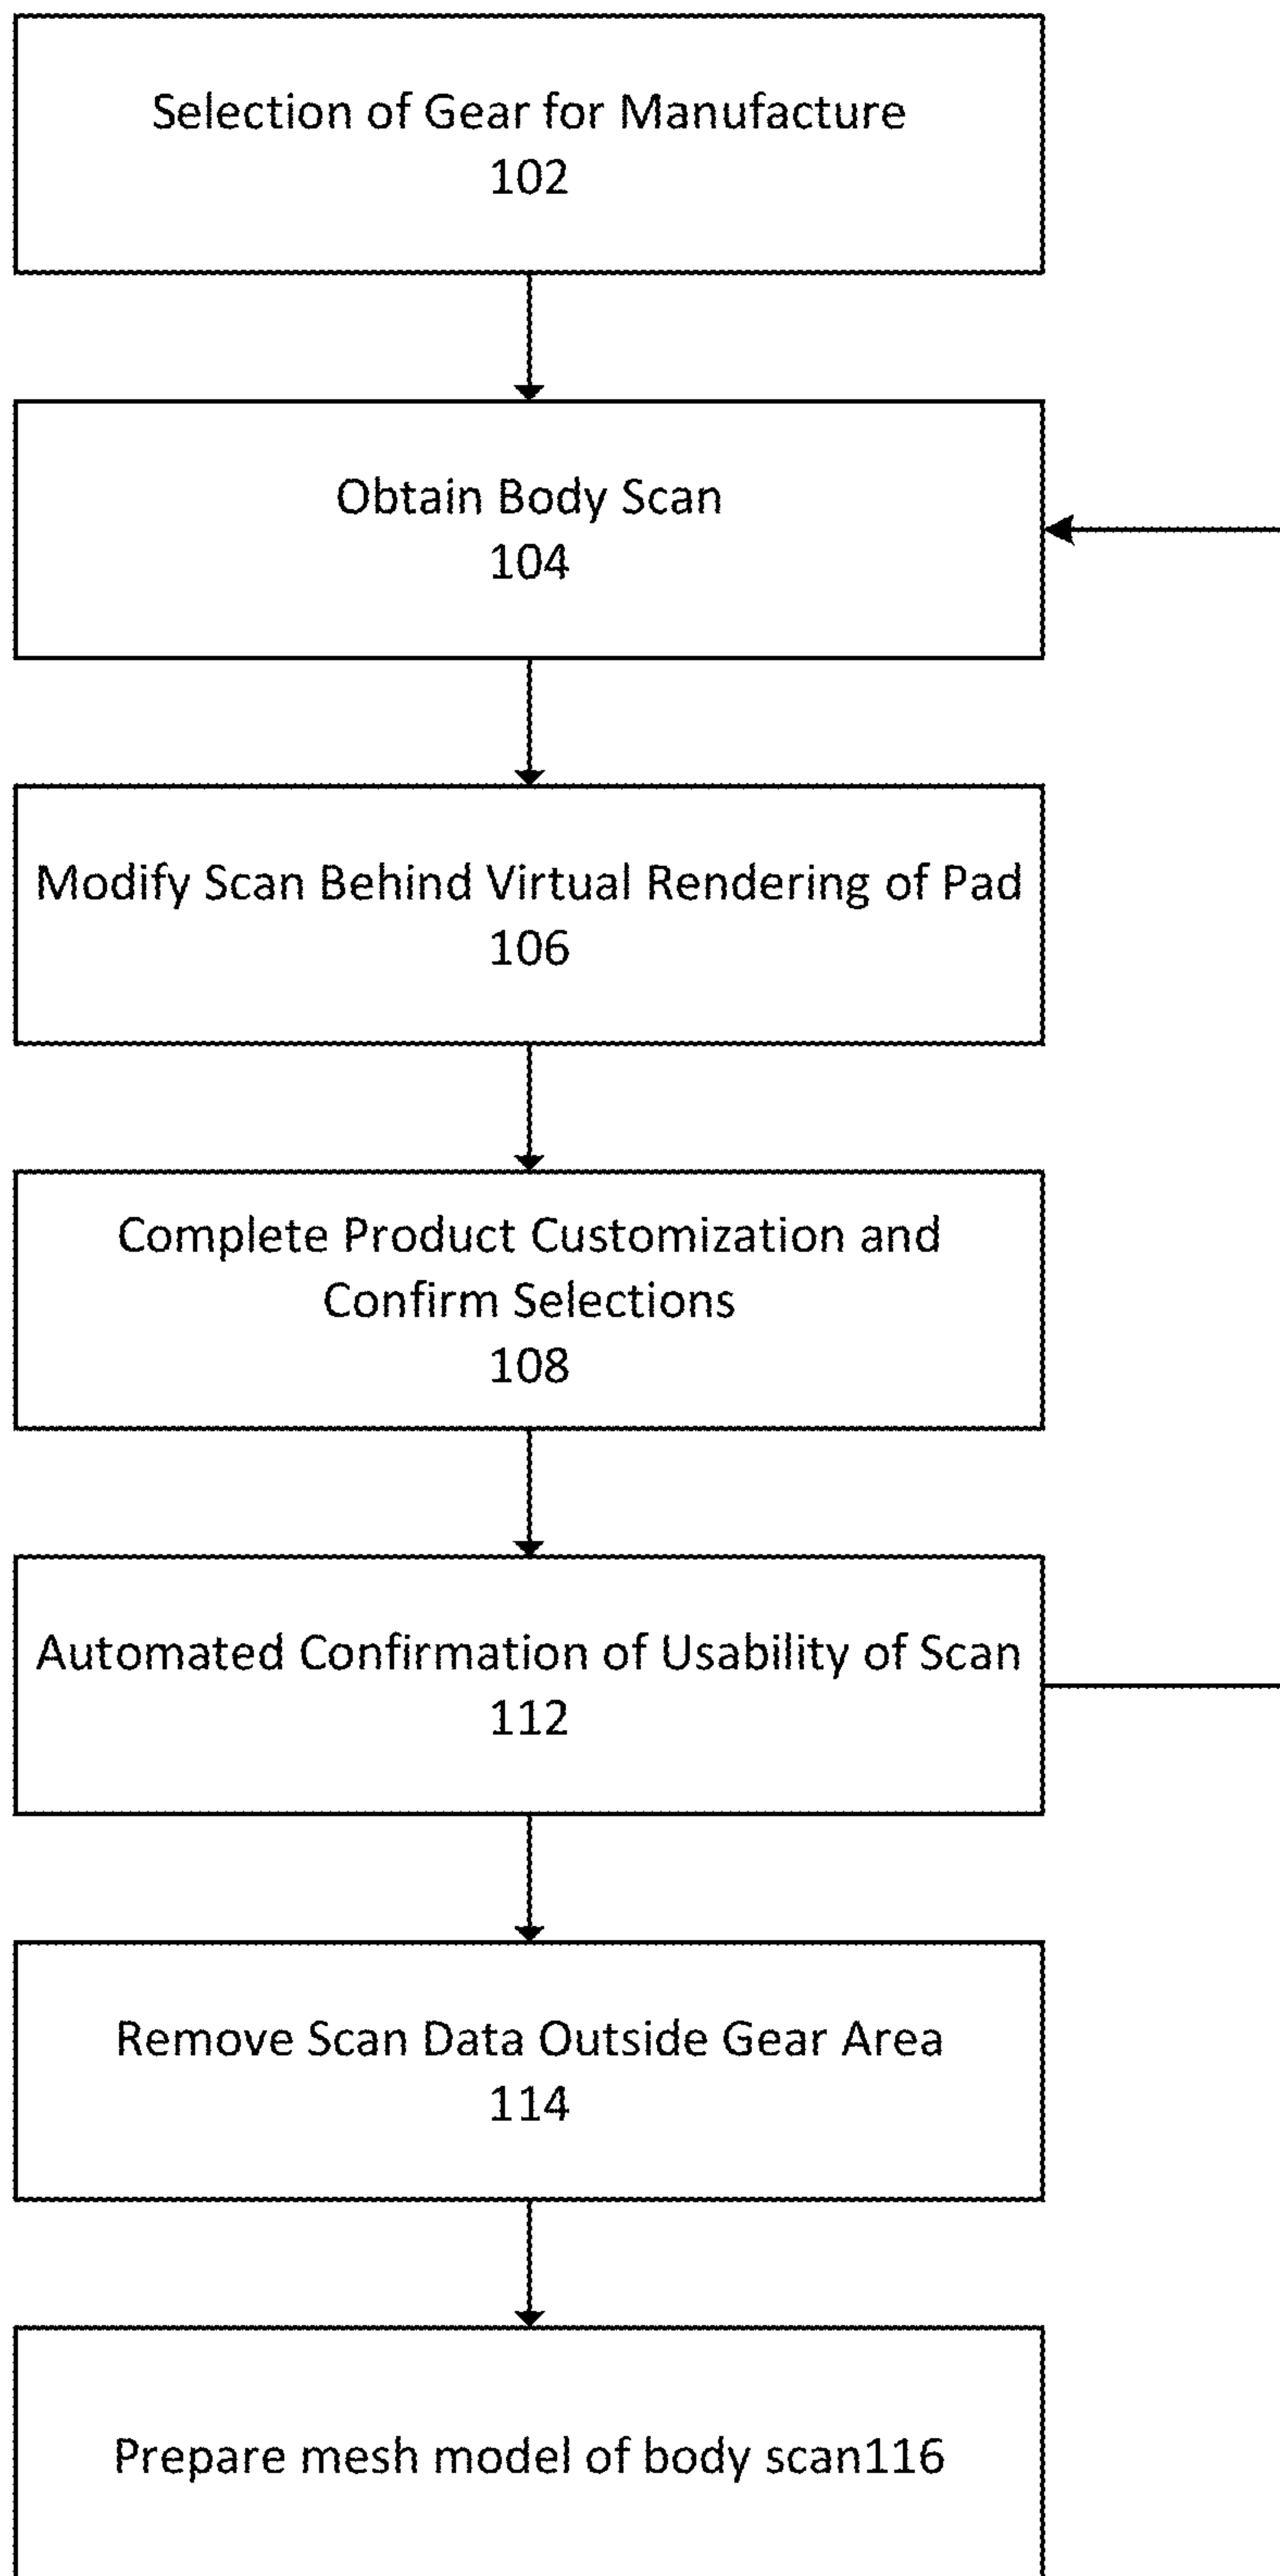 Selection of Gear for Manufacture
102
Obtain Body Scan
104
Modify Scan Behind Virtual Rendering of Pad
106
Complete Product Customization and
Confirm Selections
108
Automated Confirmation of Usability of Scan
112
Remove Scan Data Outside Gear Area
114
Prepare mesh model of body scan116